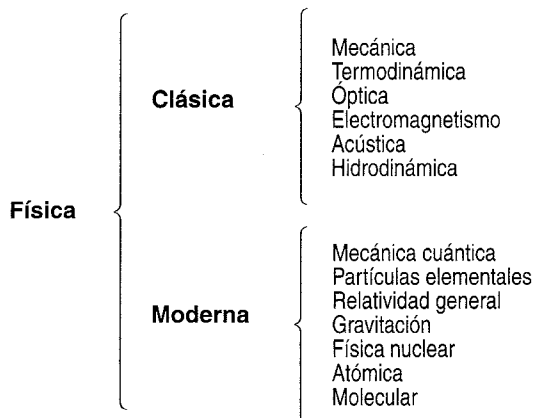 Física
Clásica
Mecánica
Termodinámica
Óptica
Electromagnetismo
Acústica
Hidrodinámica
Moderna
Mecánica cuántica
Partículas elementales
Relatividad general
Gravitación
Física nuclear
Atómica
Molecular